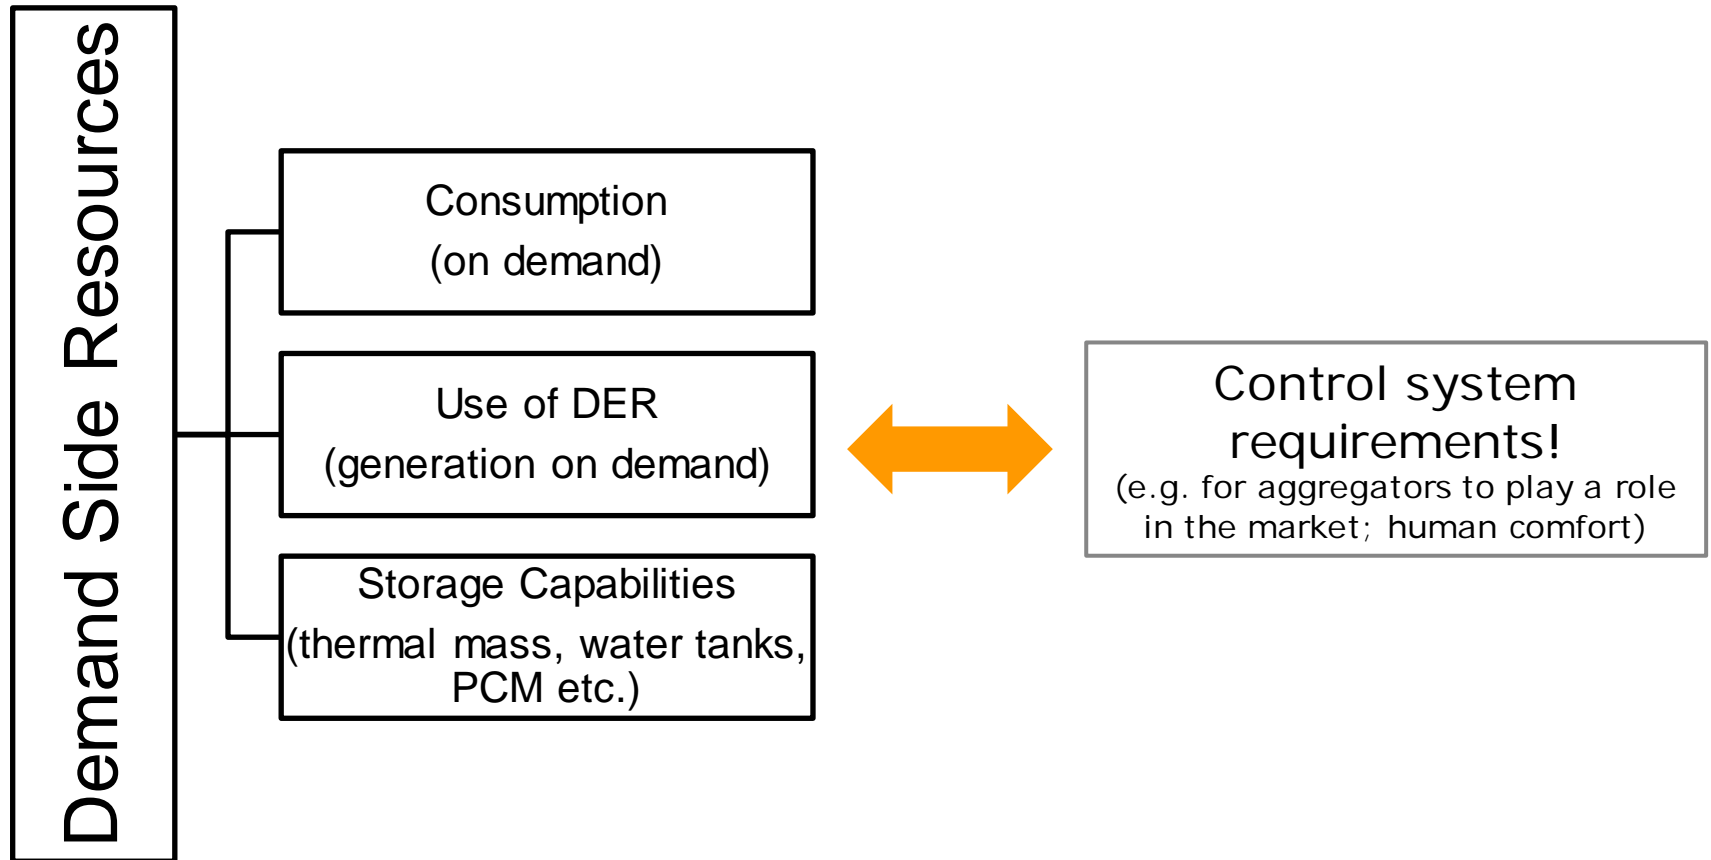 Demand Side Resources
Consumption
(on demand)
Use of DER
(generation on demand)
Storage Capabilities
(thermal mass, water tanks,
PCM etc.)
Control system
requirements!
(e.g. for aggregators to play a role
in the market; human comfort)